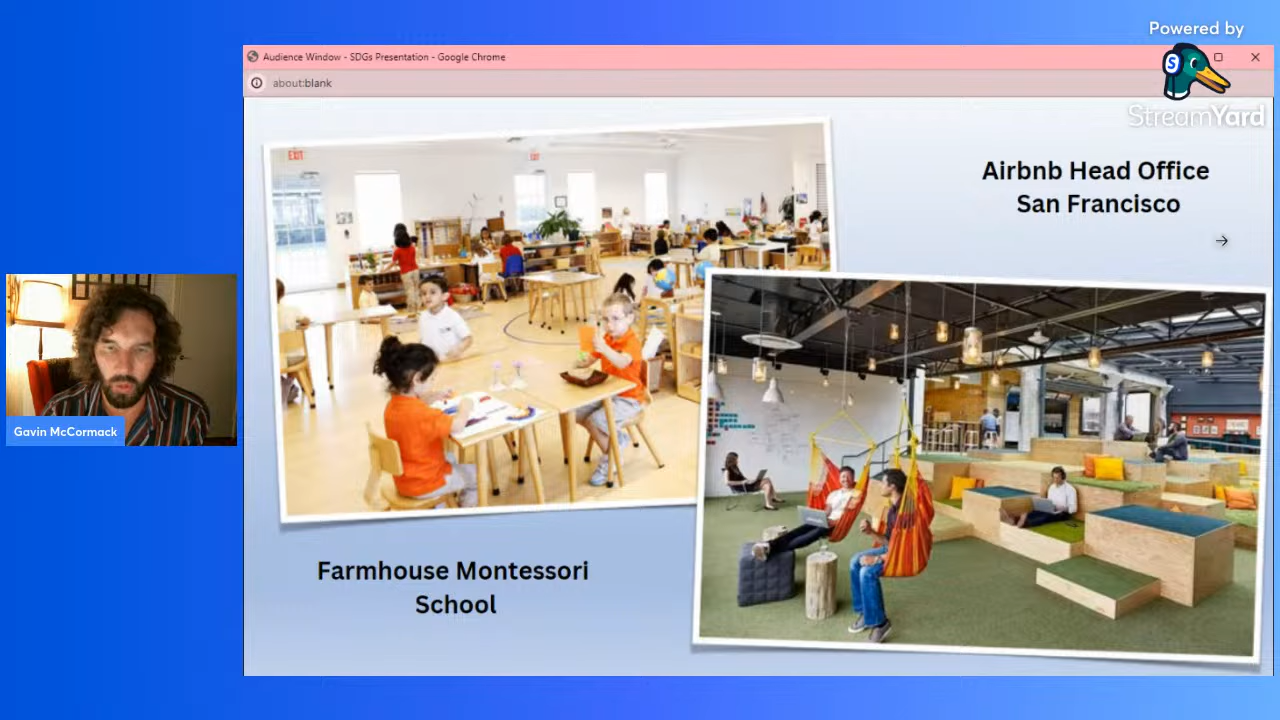 Powered by
StreamYard
Audience Window - SDGs Presentation - Google Chrome
about:blank
EXIT
EXIT
Airbnb Head Office
San Francisco
Farmhouse Montessori
School
Gavin McCormack